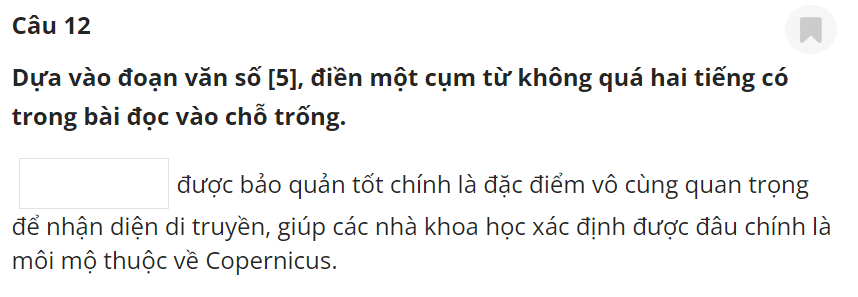 Câu 12
Dựa vào đoạn văn số [5], điền một cụm từ không quá hai tiếng có
trong bài đọc vào chỗ trống.
được bảo quản tốt chính là đặc điểm vô cùng quan trọng
để nhận diện di truyền, giúp các nhà khoa học xác định được đâu chính là
môi mộ thuộc về Copernicus.